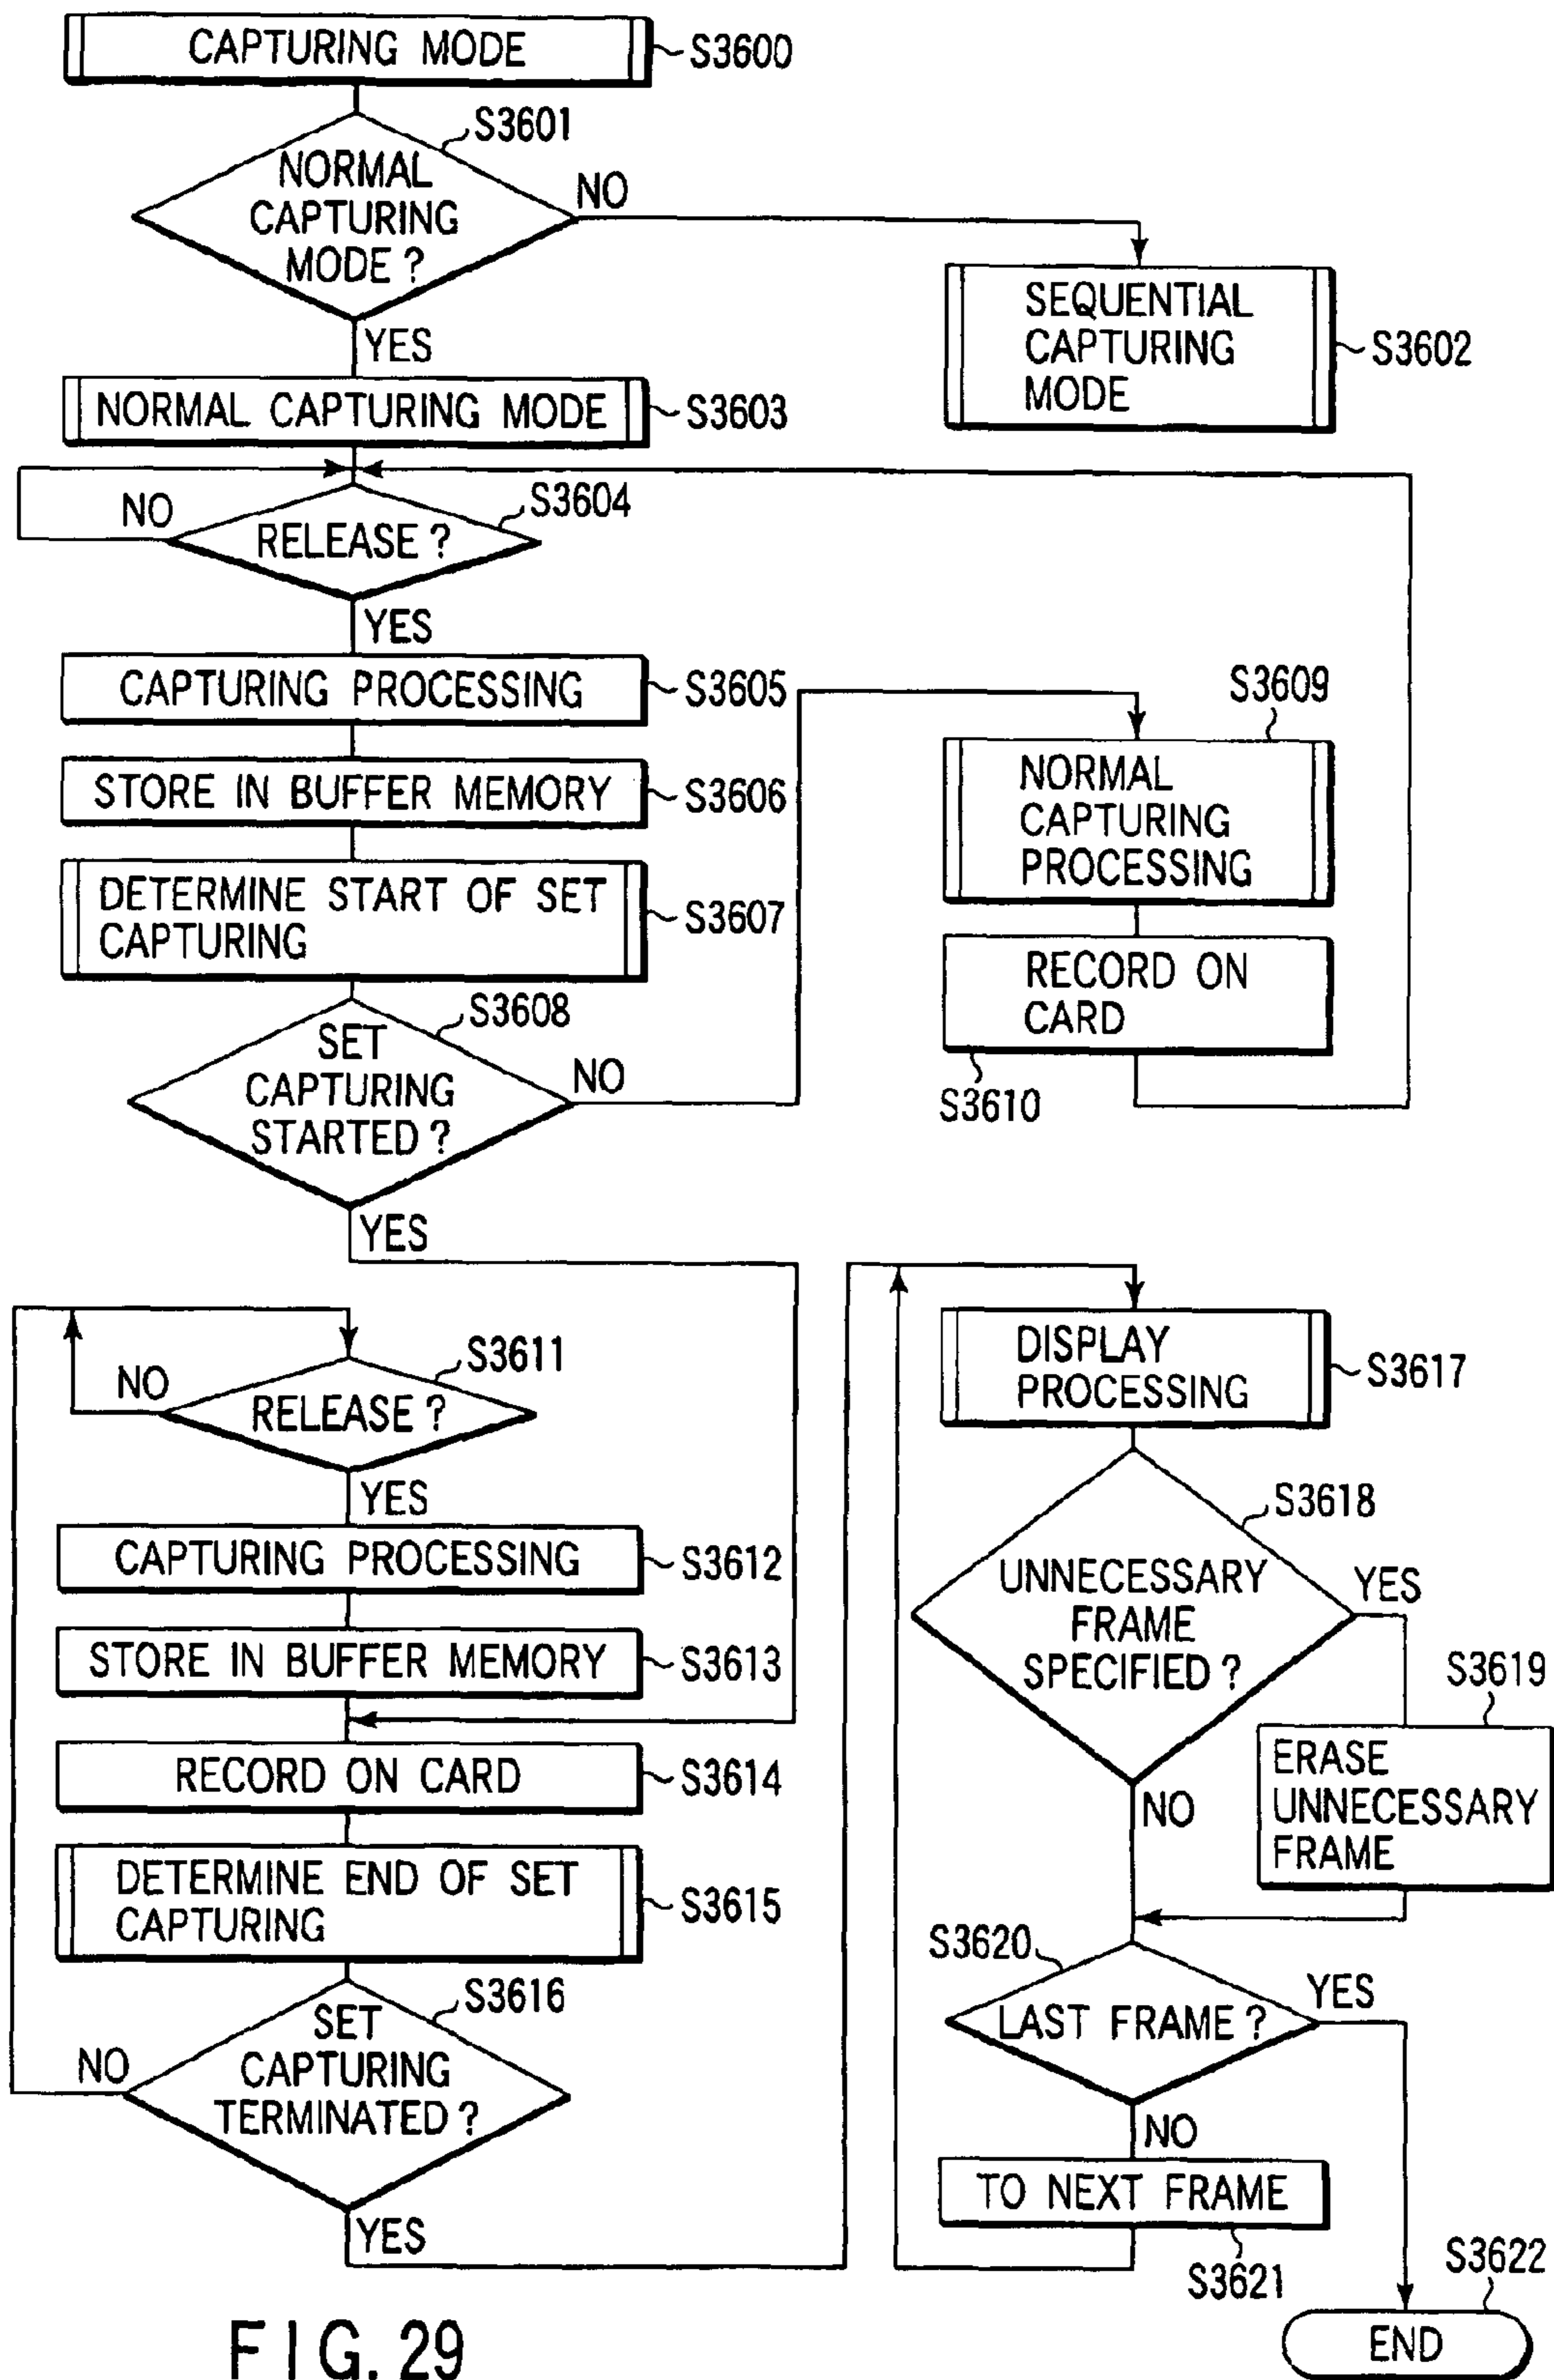 CAPTURING MODE
S3600
S3601
NORMAL
CAPTURING
MODE?
NO
YES
SEQUENTIAL
CAPTURING
MODE
S3602
NORMAL CAPTURING MODE
S3603
S3604
NO
RELEASE?
YES
CAPTURING PROCESSING
S3605
STORE IN BUFFER MEMORY
S3606
DETERMINE START OF SET
CAPTURING
S3607
S3608
SET
CAPTURING
STARTED?
NO
YES
S3609
NORMAL
CAPTURING
PROCESSING
RECORD ON
CARD
S3610
S3611
NO
RELEASE?
YES
CAPTURING PROCESSING
S3612
STORE IN BUFFER MEMORY
S3613
RECORD ON CARD
S3614
DETERMINE END OF SET
CAPTURING
S3615
S3616
SET
CAPTURING
TERMINATED?
NO
YES
DISPLAY
PROCESSING
S3617
S3618
UNNECESSARY
FRAME
SPECIFIED?
YES
NO
S3619
ERASE
UNNECESSARY
FRAME
S3620
LAST FRAME?
YES
NO
TO NEXT FRAME
S3621
S3622
END
FIG. 29